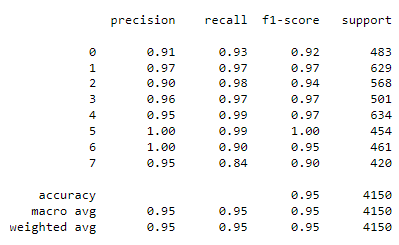 precision recall f1-score support
0 0.91 0.93 0.92 483
1 0.97 0.97 0.97 629
2 0.90 0.98 0.94 568
3 0.96 0.97 0.97 501
4 0.95 0.99 0.97 634
5 1.00 0.99 1.00 454
6 1.00 0.90 0.95 461
7 0.95 0.84 0.90 420
accuracy 0.95 4150
macro avg 0.95 0.95 0.95 4150
weighted avg 0.95 0.95 0.95 4150